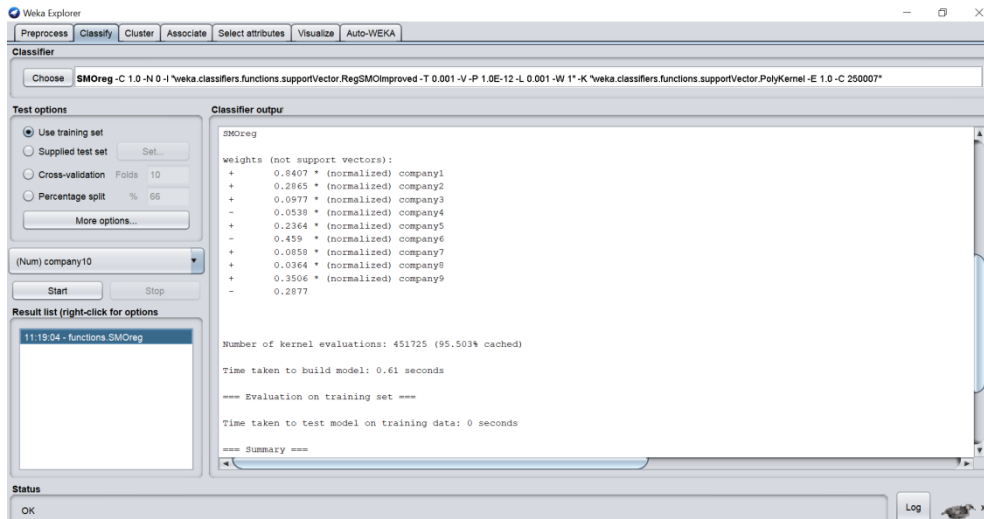 Weka Explorer
Preprocess Classify Cluster Associate Select attributes Visualize Auto-WEKA
Classifier
Choose SMOreg -C 1.0 -N 0 -I "weka.classifiers.functions.supportVector.RegSMOImproved -T 0.001 -V -P 1.0E-12 -L 0.001 -W 1" -K "weka.classifiers.functions.supportVector.PolyKernel -E 1.0 -C 250007"
Test options
Use training set
Supplied test set Set...
Cross-validation Folds 10
Percentage split % 66
More options...
(Num) company10
Start Stop
Result list (right-click for options
11:19:04 - functions.SMOreg
Classifier output
SMOreg
weights (not support vectors):
+ 0.8407 * (normalized) company1
+ 0.2865 * (normalized) company2
+ 0.0977 * (normalized) company3
- 0.0538 * (normalized) company4
+ 0.2364 * (normalized) company5
- 0.459 * (normalized) company6
+ 0.0858 * (normalized) company7
+ 0.0364 * (normalized) company8
+ 0.3506 * (normalized) company9
- 0.2877
Number of kernel evaluations: 451725 (95.503% cached)
Time taken to build model: 0.61 seconds
=== Evaluation on training set ===
Time taken to test model on training data: 0 seconds
=== Summary ===
Status
OK
Log
x